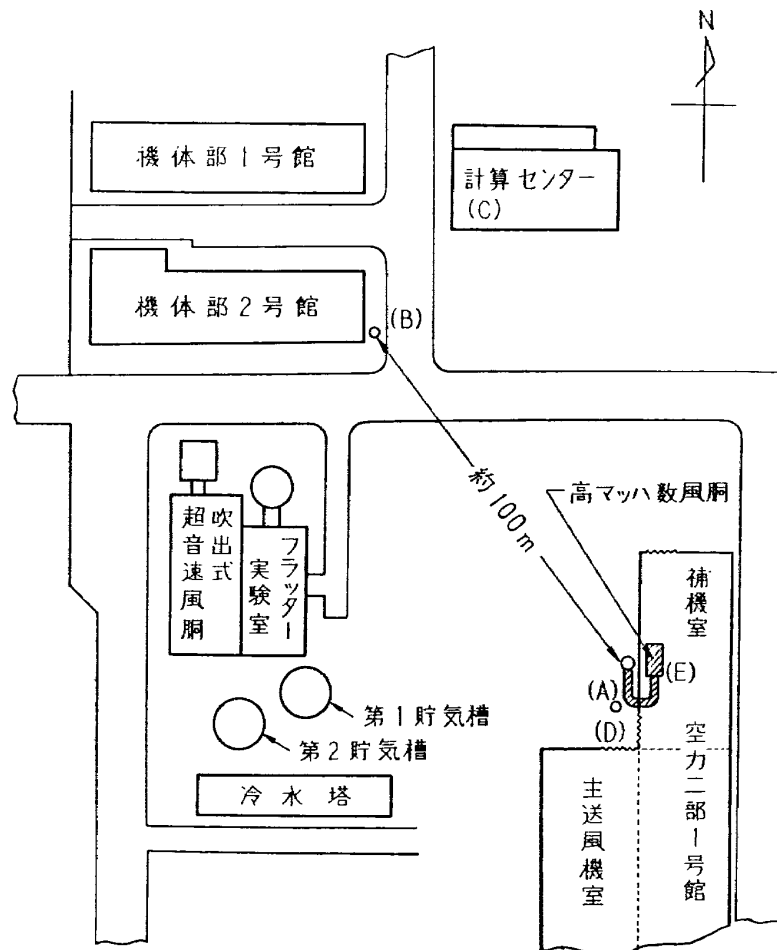 N
機体部1号館
計算センター
(C)
機体部2号館
(B)
約100m
高マッハ数風胴
吹出式
超音速風胴
フラッター
実験室
補機室
(A)
(E)
(D)
第1貯気槽
第2貯気槽
冷水塔
主送風機室
空力二部1号館